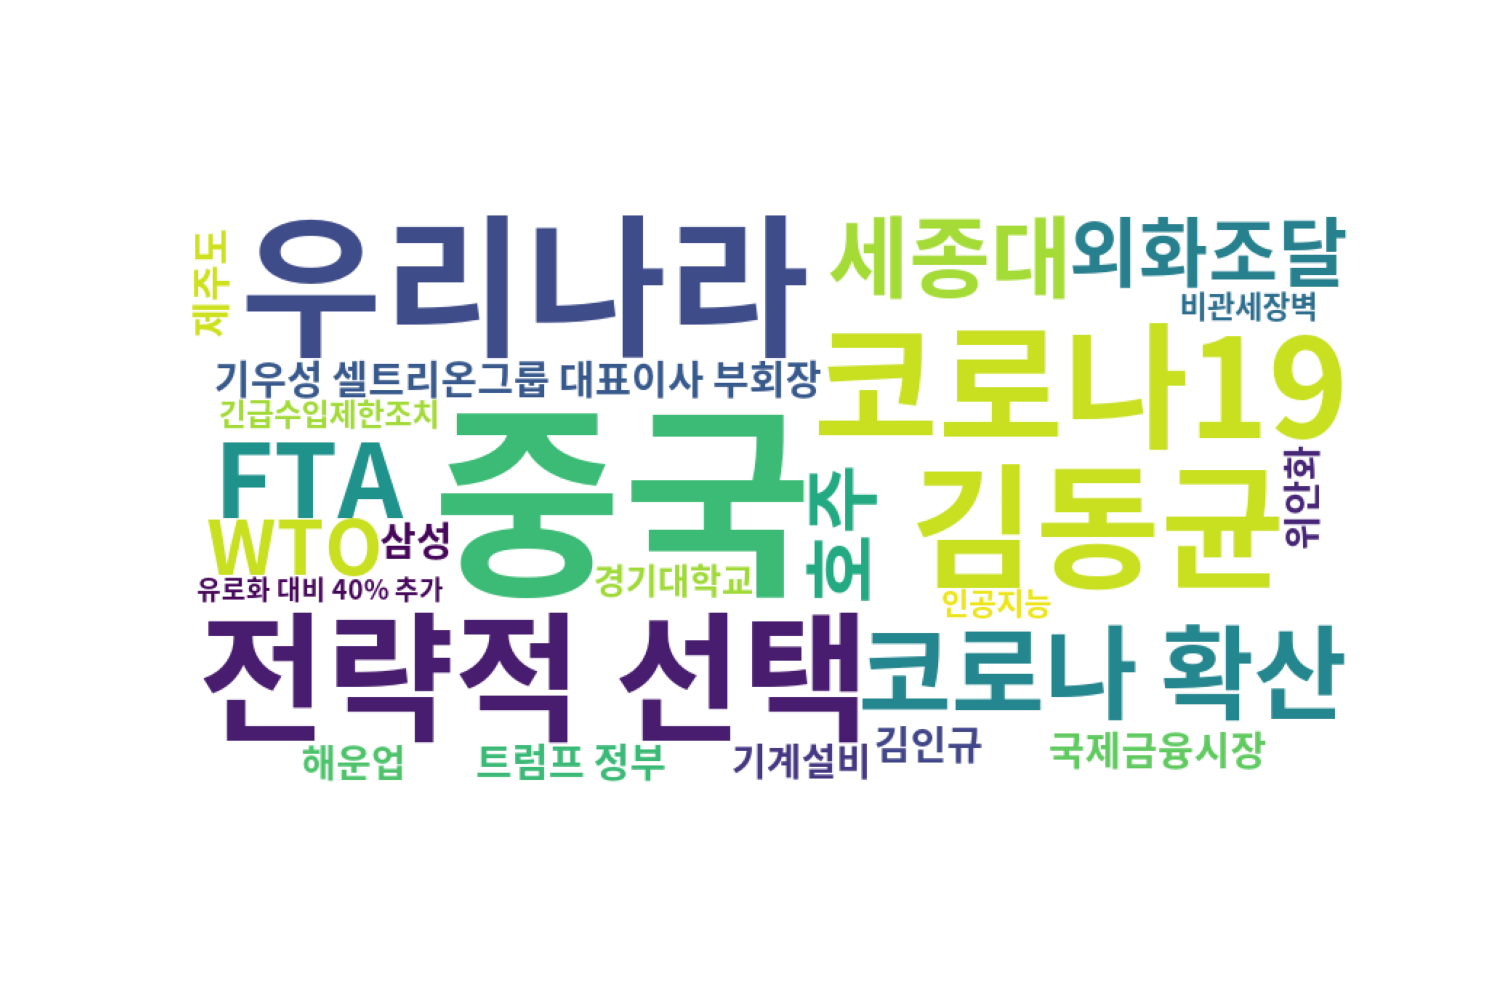 제주도
우리나라
세종대
외화조달
비관세장벽
기우성 셀트리온그룹 대표이사 부회장
코로나19
긴급수입제한조치
중국
FTA
호주
김동균
위안화
WTO
삼성
경기대학교
유로화 대비 40% 추가
인공지능
전략적 선택
코로나 확산
해운업
트럼프 정부
기계설비
김인규
국제금융시장